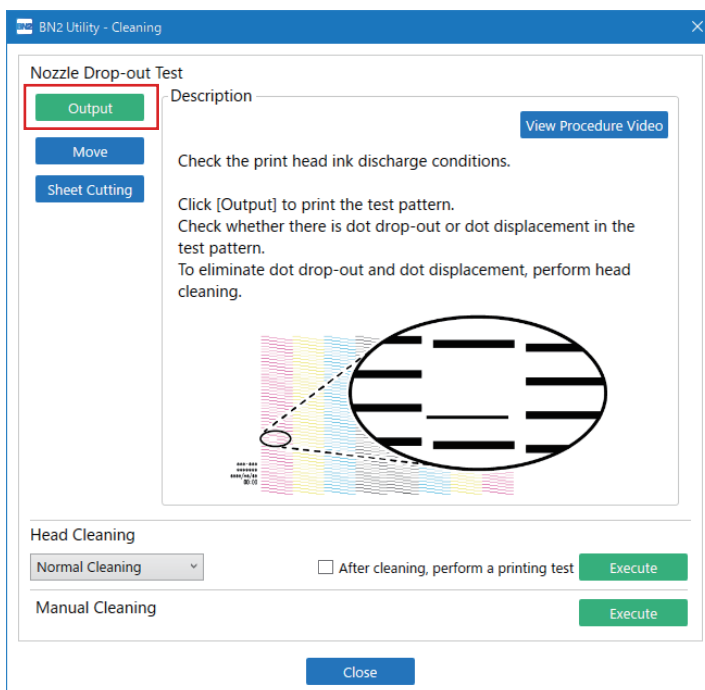 BN2 BN2 Utility - Cleaning
Nozzle Drop-out Test
Output
Move
Sheet Cutting
Description
View Procedure Video
Check the print head ink discharge conditions.
Click [Output] to print the test pattern.
Check whether there is dot drop-out or dot displacement in the
test pattern.
To eliminate dot drop-out and dot displacement, perform head
cleaning.
Head Cleaning
Normal Cleaning
After cleaning, perform a printing test
Execute
Manual Cleaning
Execute
Close